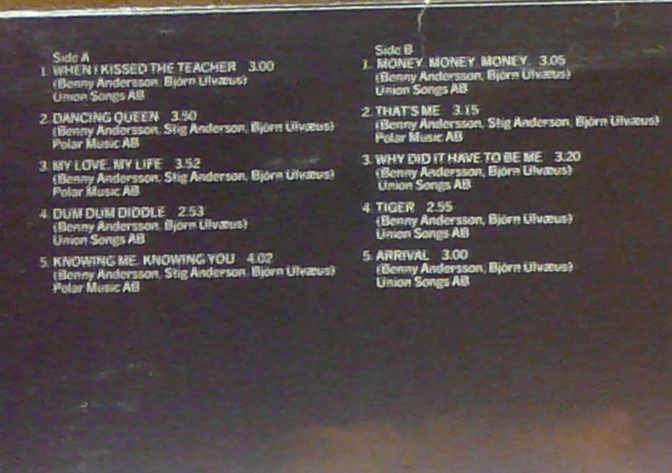 Side A
1. WHEN I KISSED THE TEACHER 3.00
(Benny Andersson, Björn Ulvæus)
Union Songs AB
2. DANCING QUEEN 3.50
(Benny Andersson, Stig Anderson, Björn Ulvæus)
Polar Music AB
3. MY LOVE, MY LIFE 3.52
(Benny Andersson, Stig Anderson, Björn Ulvæus)
Polar Music AB
4. DUM DUM DIDDLE 2.53
(Benny Andersson, Björn Ulvæus)
Union Songs AB
5. KNOWING ME, KNOWING YOU 4.02
(Benny Andersson, Stig Anderson, Björn Ulvæus)
Polar Music AB
Side B
1. MONEY, MONEY, MONEY 3.05
(Benny Andersson, Björn Ulvæus)
Union Songs AB
2. THAT'S ME 3.15
(Benny Andersson, Stig Anderson, Björn Ulvæus)
Polar Music AB
3. WHY DID IT HAVE TO BE ME 3.20
(Benny Andersson, Björn Ulvæus)
Union Songs AB
4. TIGER 2.55
(Benny Andersson, Björn Ulvæus)
Union Songs AB
5. ARRIVAL 3.00
(Benny Andersson, Björn Ulvæus)
Union Songs AB